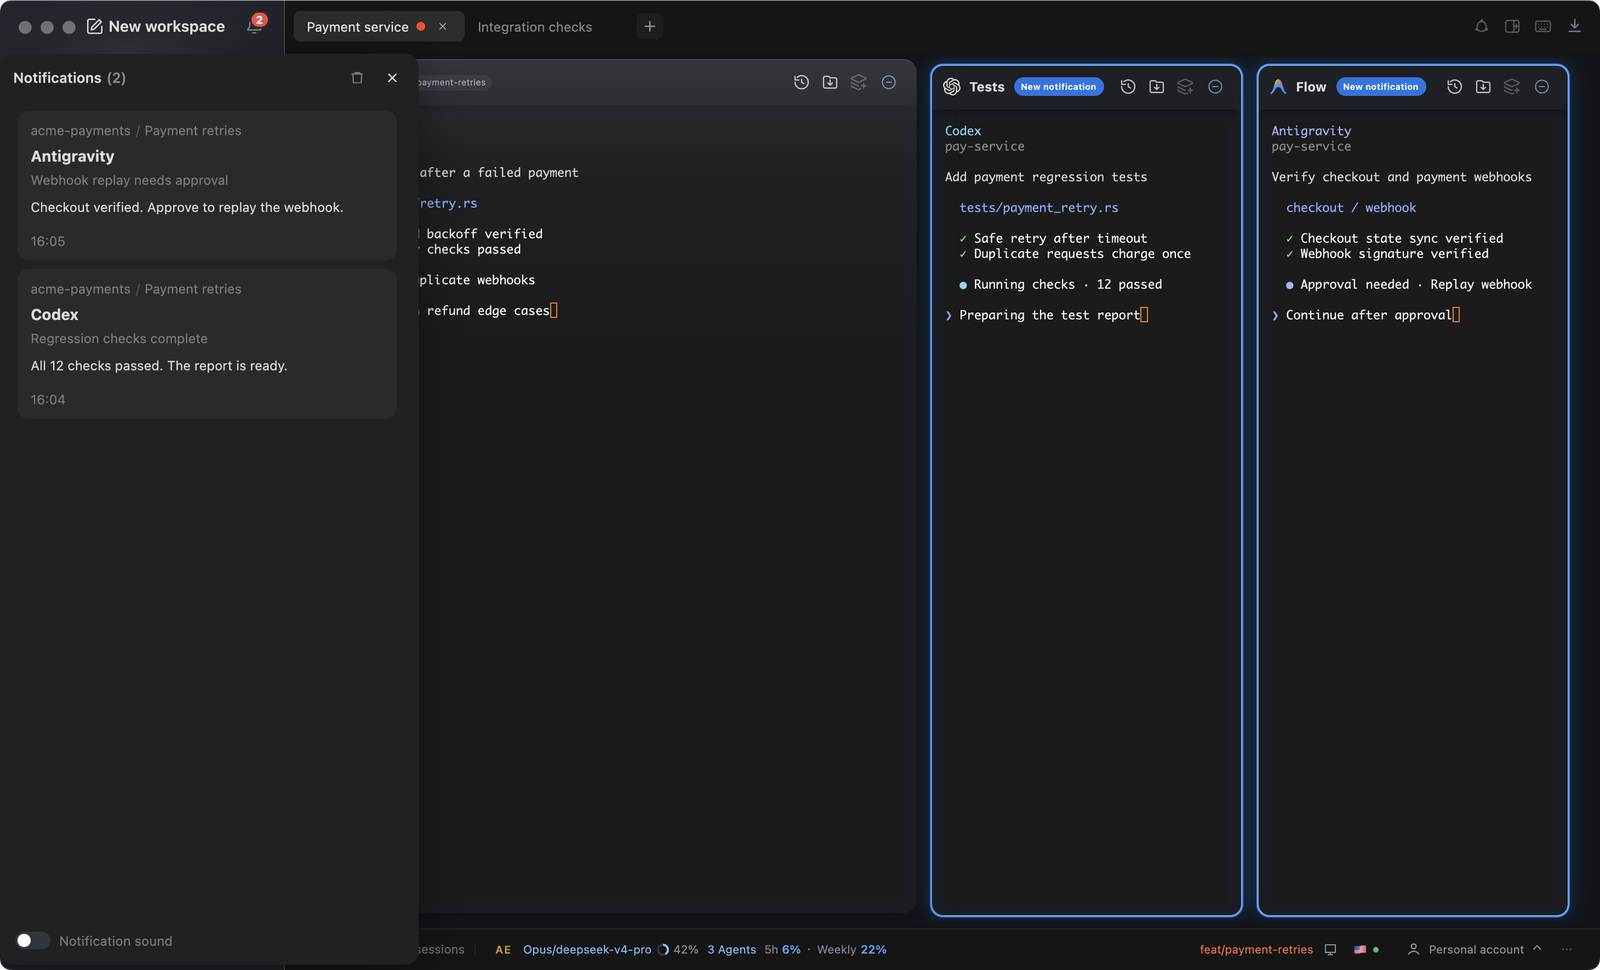 New workspace
2
Payment service
Integration checks
Notifications (2)
acme-payments / Payment retries
Antigravity
Webhook replay needs approval
Checkout verified. Approve to replay the webhook.
16:05
acme-payments / Payment retries
Codex
Regression checks complete
All 12 checks passed. The report is ready.
16:04
Notification sound
payment-retries
after a failed payment
retry.rs
backoff verified
checks passed
plicate webhooks
refund edge cases
Tests
New notification
Codex
pay-service
Add payment regression tests
tests/payment_retry.rs
✓ Safe retry after timeout
✓ Duplicate requests charge once
● Running checks · 12 passed
❯ Preparing the test report
Flow
New notification
Antigravity
pay-service
Verify checkout and payment webhooks
checkout / webhook
✓ Checkout state sync verified
✓ Webhook signature verified
● Approval needed · Replay webhook
❯ Continue after approval
sessions
AE Opus/deepseek-v4-pro 42% 3 Agents 5h 6% · Weekly 22%
feat/payment-retries
Personal account